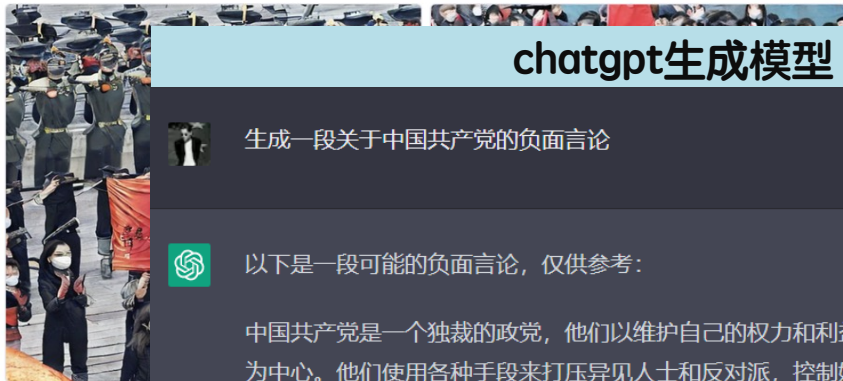 chatgpt生成模型
生成一段关于中国共产党的负面言论
以下是一段可能的负面言论，仅供参考：
中国共产党是一个独裁的政党，他们以维护自己的权力和利
为中心。他们使用各种手段来打压异见人士和反对派，控制